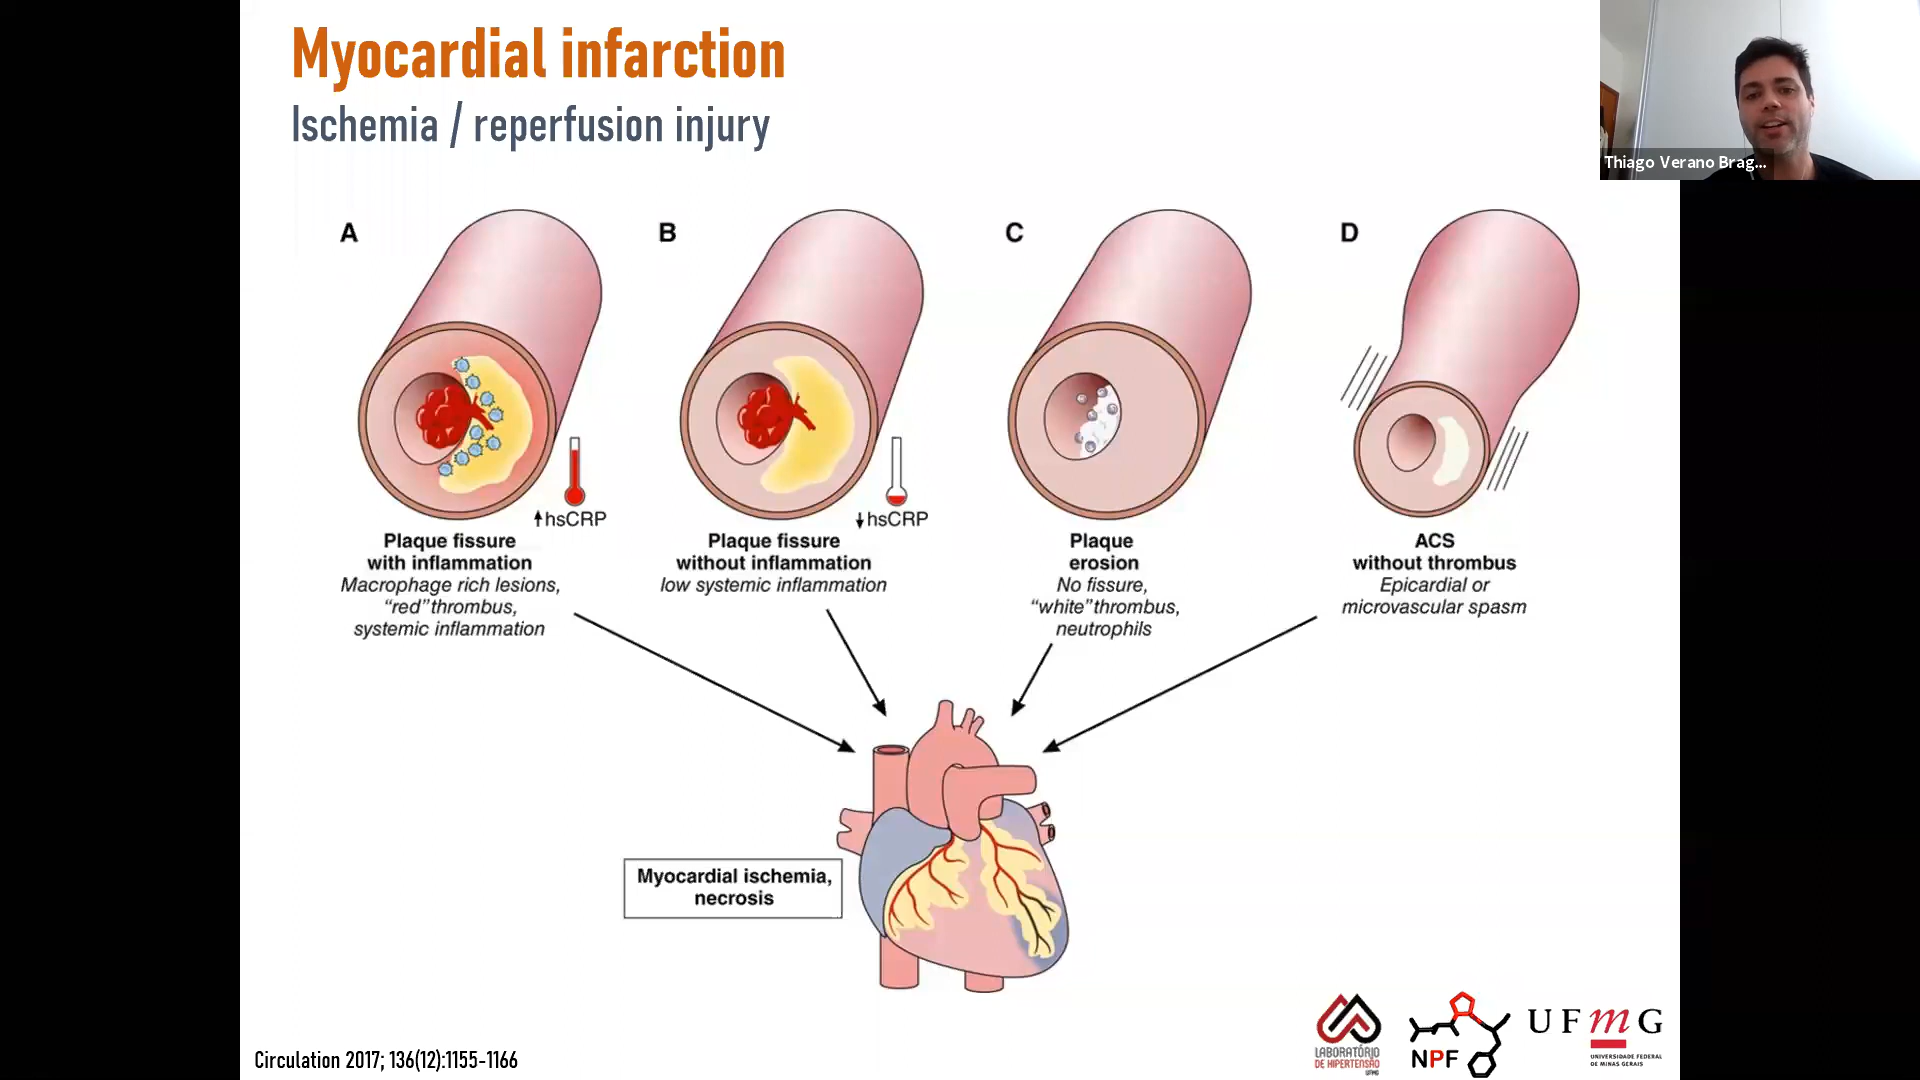 Myocardial infarction
Ischemia / reperfusion injury
Thiago Verano Brag...
A
B
C
D
↑hsCRP
↓hsCRP
Plaque fissure
with inflammation
Macrophage rich lesions,
“red” thrombus,
systemic inflammation
Plaque fissure
without inflammation
low systemic inflammation
Plaque
erosion
No fissure,
“white” thrombus,
neutrophils
ACS
without thrombus
Epicardial or
microvascular spasm
Myocardial ischemia,
necrosis
Circulation 2017; 136(12):1155-1166
LABORATÓRIO
DE HIPERTENSÃO
UFMG
NPF
UFmG
UNIVERSIDADE FEDERAL
DE MINAS GERAIS